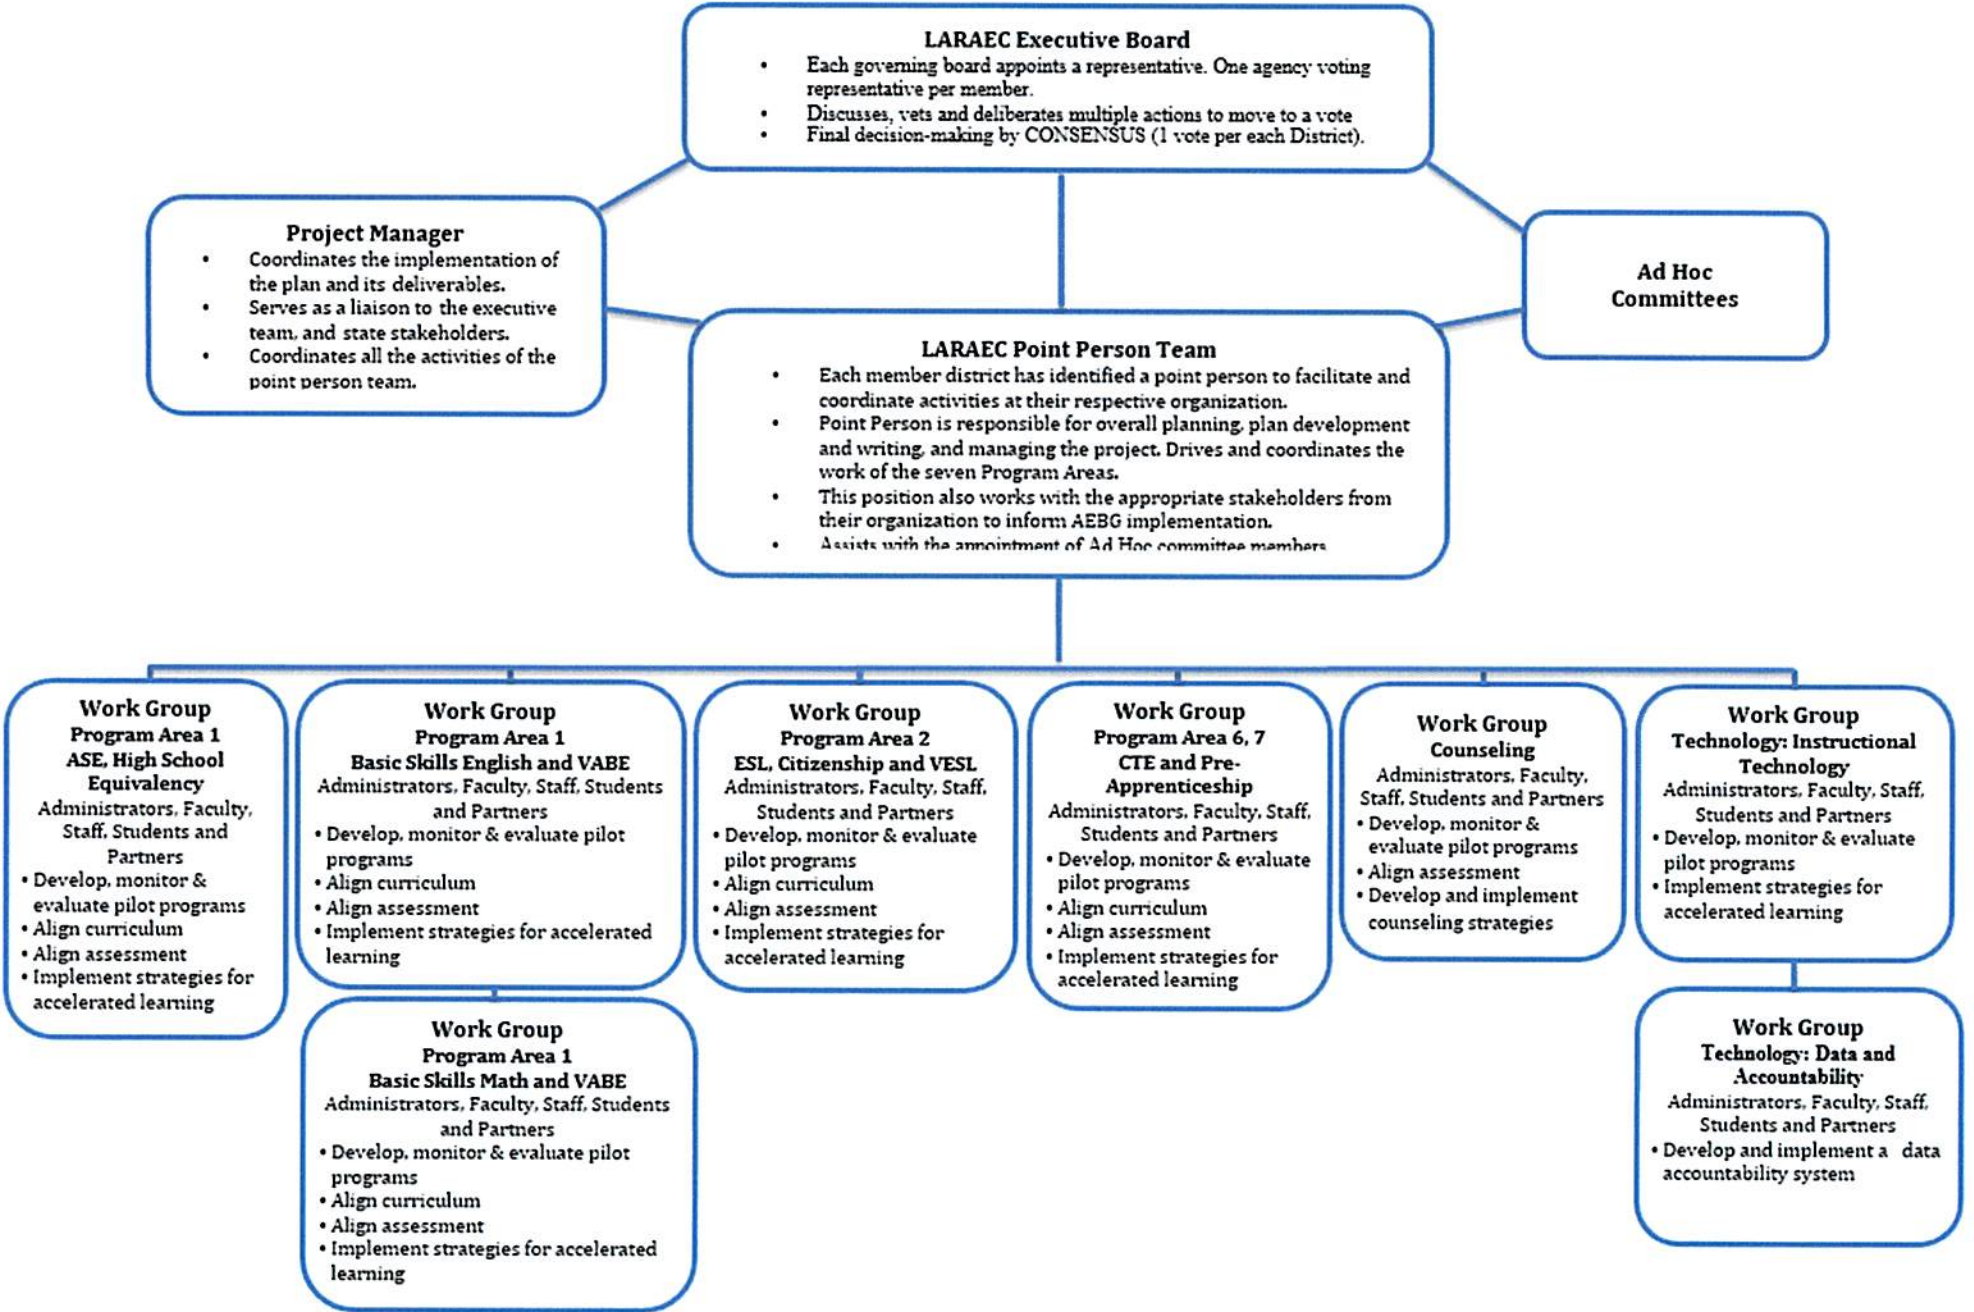 LARAEC Executive Board
• Each governing board appoints a representative. One agency voting
representative per member.
• Discusses, vets and deliberates multiple actions to move to a vote
• Final decision-making by CONSENSUS (1 vote per each District).
Project Manager
• Coordinates the implementation of
the plan and its deliverables.
• Serves as a liaison to the executive
team, and state stakeholders.
• Coordinates all the activities of the
point person team.
Ad Hoc
Committees
LARAEC Point Person Team
• Each member district has identified a point person to facilitate and
coordinate activities at their respective organization.
• Point Person is responsible for overall planning, plan development
and writing, and managing the project. Drives and coordinates the
work of the seven Program Areas.
• This position also works with the appropriate stakeholders from
their organization to inform AEBG implementation.
• Assists with the appointment of Ad Hoc committee members
Work Group
Program Area 1
ASE, High School
Equivalency
Administrators, Faculty,
Staff, Students and
Partners
• Develop, monitor &
evaluate pilot programs
• Align curriculum
• Align assessment
• Implement strategies for
accelerated learning
Work Group
Program Area 1
Basic Skills English and VABE
Administrators, Faculty, Staff, Students
and Partners
• Develop, monitor & evaluate pilot
programs
• Align curriculum
• Align assessment
• Implement strategies for accelerated
learning
Work Group
Program Area 1
Basic Skills Math and VABE
Administrators, Faculty, Staff, Students
and Partners
• Develop, monitor & evaluate pilot
programs
• Align curriculum
• Align assessment
• Implement strategies for accelerated
learning
Work Group
Program Area 2
ESL, Citizenship and VESL
Administrators, Faculty, Staff,
Students and Partners
• Develop, monitor & evaluate
pilot programs
• Align curriculum
• Align assessment
• Implement strategies for
accelerated learning
Work Group
Program Area 6, 7
CTE and Pre-
Apprenticeship
Administrators, Faculty, Staff,
Students and Partners
• Develop, monitor & evaluate
pilot programs
• Align curriculum
• Align assessment
• Implement strategies for
accelerated learning
Work Group
Counseling
Administrators, Faculty,
Staff, Students and Partners
• Develop, monitor &
evaluate pilot programs
• Align assessment
• Develop and implement
counseling strategies
Work Group
Technology: Instructional
Technology
Administrators, Faculty, Staff,
Students and Partners
• Develop, monitor & evaluate
pilot programs
• Implement strategies for
accelerated learning
Work Group
Technology: Data and
Accountability
Administrators, Faculty, Staff,
Students and Partners
• Develop and implement a data
accountability system